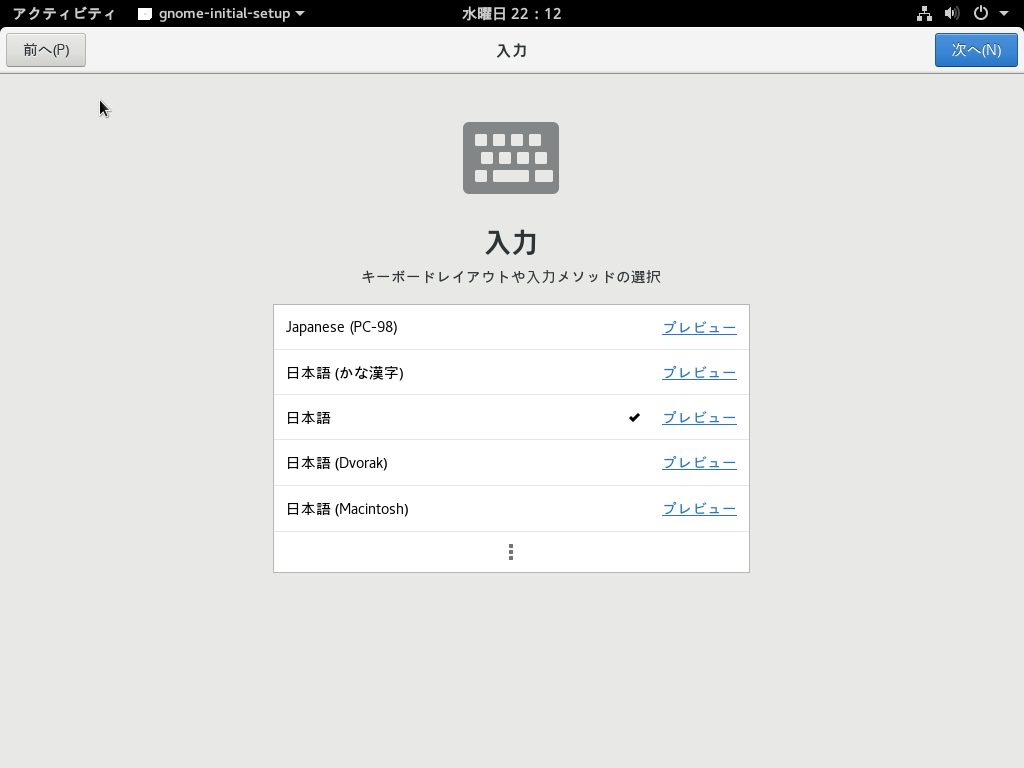 アクティビティ gnome-initial-setup 水曜日 22：12
前へ(P) 入力 次へ(N)
入力
キーボードレイアウトや入力メソッドの選択
Japanese (PC-98) プレビュー
日本語 (かな漢字) プレビュー
日本語 プレビュー
日本語 (Dvorak) プレビュー
日本語 (Macintosh) プレビュー